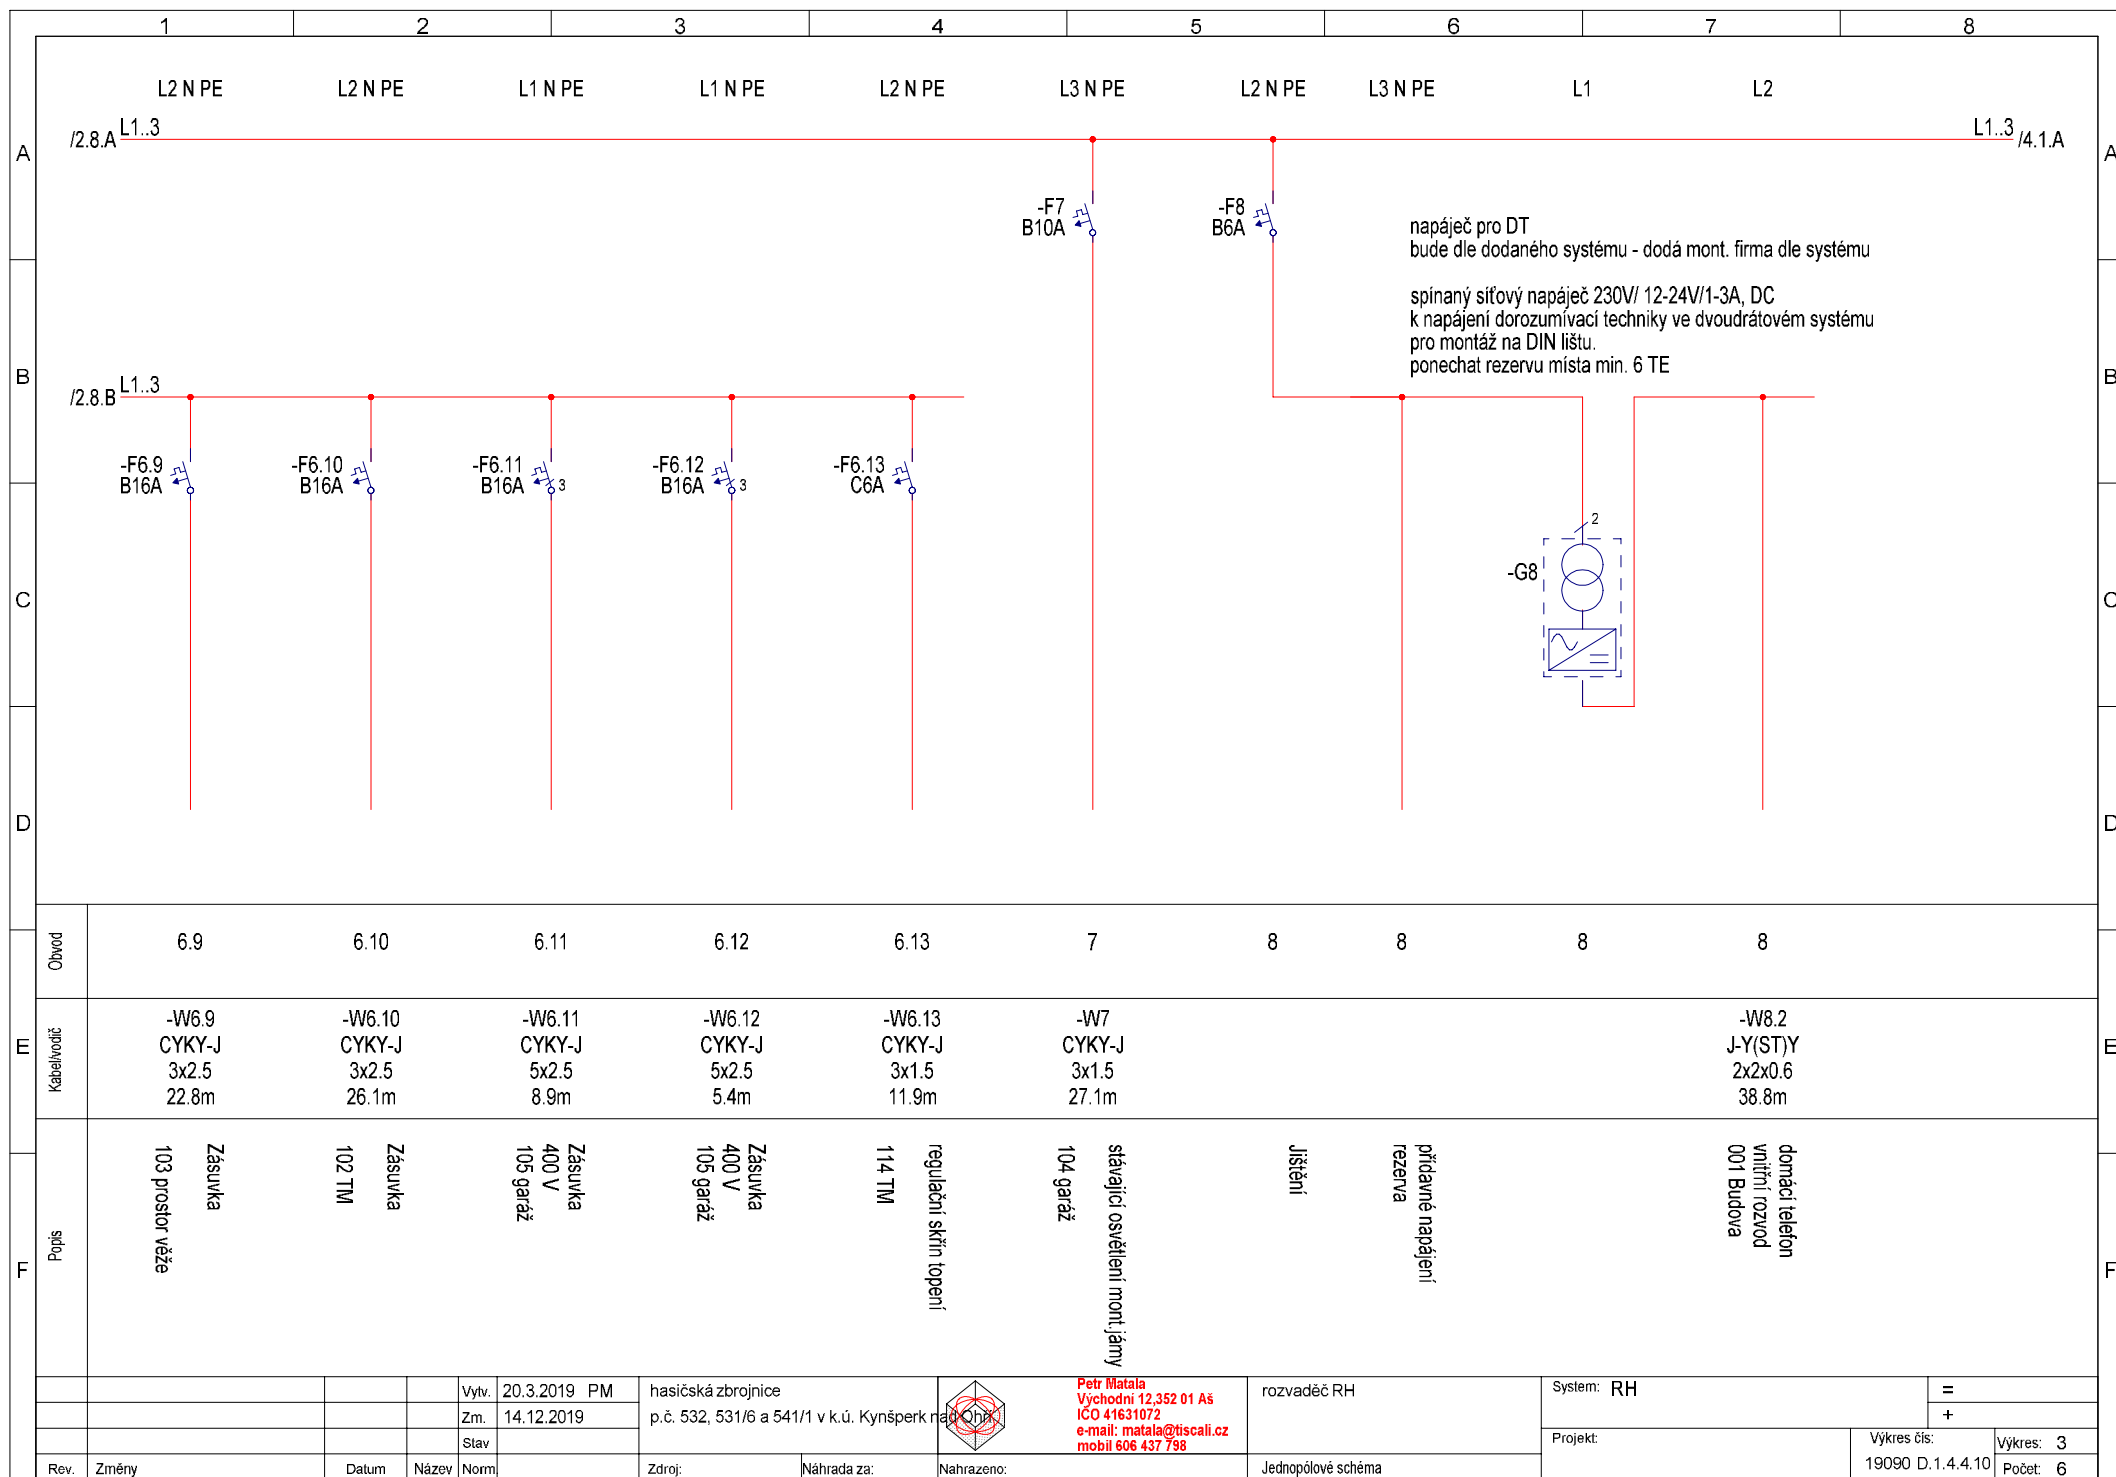 1 2 3 4 5 6 7 8
L2 N PE L2 N PE L1 N PE L1 N PE L2 N PE L3 N PE L2 N PE L3 N PE L1 L2
/2.8.A L1..3 L1..3 /4.1.A
A A
-F7
B10A
-F8
B6A
napáječ pro DT
bude dle dodaného systému - dodá mont. firma dle systému
spínaný síťový napáječ 230V/ 12-24V/1-3A, DC
k napájení dorozumívací techniky ve dvoudrátovém systému
pro montáž na DIN lištu.
ponechat rezervu místa min. 6 TE
B B
/2.8.B L1..3
-F6.9
B16A
-F6.10
B16A
-F6.11
B16A 3
-F6.12
B16A 3
-F6.13
C6A
2
-G8
C C
D D
Obvod 6.9 6.10 6.11 6.12 6.13 7 8 8 8 8
E E
Kabel/vodič
-W6.9
CYKY-J
3x2.5
22.8m
-W6.10
CYKY-J
3x2.5
26.1m
-W6.11
CYKY-J
5x2.5
8.9m
-W6.12
CYKY-J
5x2.5
5.4m
-W6.13
CYKY-J
3x1.5
11.9m
-W7
CYKY-J
3x1.5
27.1m
-W8.2
J-Y(ST)Y
2x2x0.6
38.8m
F F
Popis
Zásuvka
103 prostor věže
Zásuvka
102 TM
Zásuvka
400 V
105 garáž
Zásuvka
400 V
105 garáž
regulační skříň topení
114 TM
stávající osvětlení mont.jámy
104 garáž
Jištění
přídavné napájení
rezerva
domácí telefon
vnitřní rozvod
001 Budova
Vytv. 20.3.2019 PM
Zm. 14.12.2019
Stav
Rev. Změny Datum Název Norm.
hasičská zbrojnice
p.č. 532, 531/6 a 541/1 v k.ú. Kynšperk nad Ohří
Zdroj: Náhrada za: Nahrazeno:
Petr Matala
Východní 12,352 01 Aš
IČO 41631072
e-mail: matala@tiscali.cz
mobil 606 437 798
rozvaděč RH
Jednopólové schéma
System: RH
=
+
Projekt:
Výkres čís:
19090 D.1.4.4.10
Výkres: 3
Počet: 6